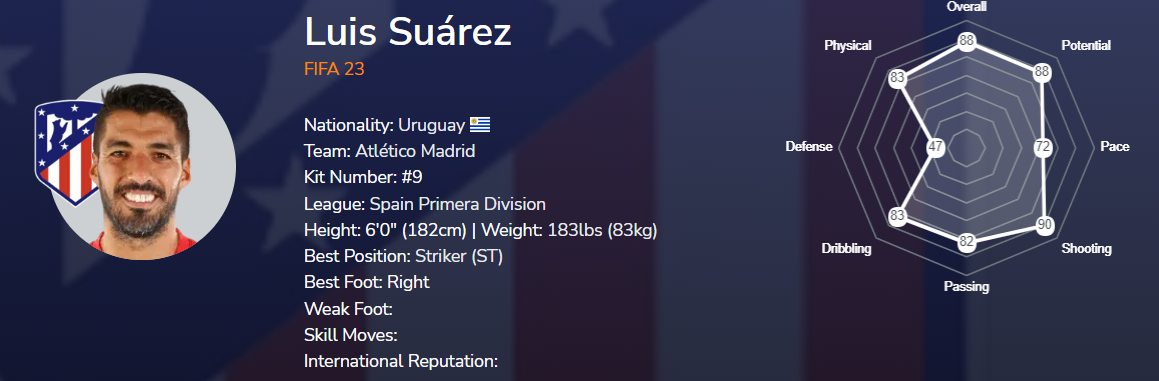 Luis Suárez
FIFA 23
Nationality: Uruguay
Team: Atlético Madrid
Kit Number: #9
League: Spain Primera Division
Height: 6'0" (182cm) | Weight: 183lbs (83kg)
Best Position: Striker (ST)
Best Foot: Right
Weak Foot:
Skill Moves:
International Reputation:
Overall
88
Potential
88
Pace
72
Shooting
90
Passing
82
Dribbling
83
Defense
47
Physical
83